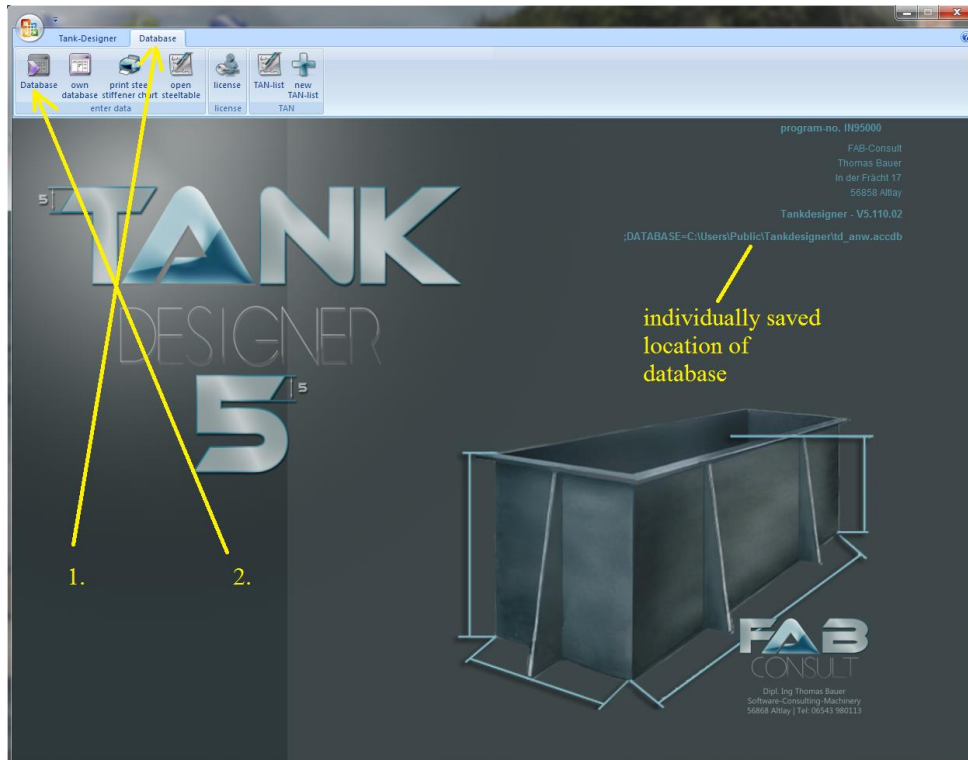 Tank-Designer Database
Database own database print steel stiffener chart open steeltable license TAN-list new TAN-list
enter data license TAN
program-no. IN95000
FAB-Consult
Thomas Bauer
In der Frächt 17
56858 Altlay
Tankdesigner - V5.110.02
;DATABASE=C:\Users\Public\Tankdesigner\td_anw.accdb
5
TANK
DESIGNER
5
5
individually saved
location of
database
1.
2.
FAB
CONSULT
Dipl. Ing Thomas Bauer
Software-Consulting-Machinery
56868 Altlay | Tel: 06543 980113